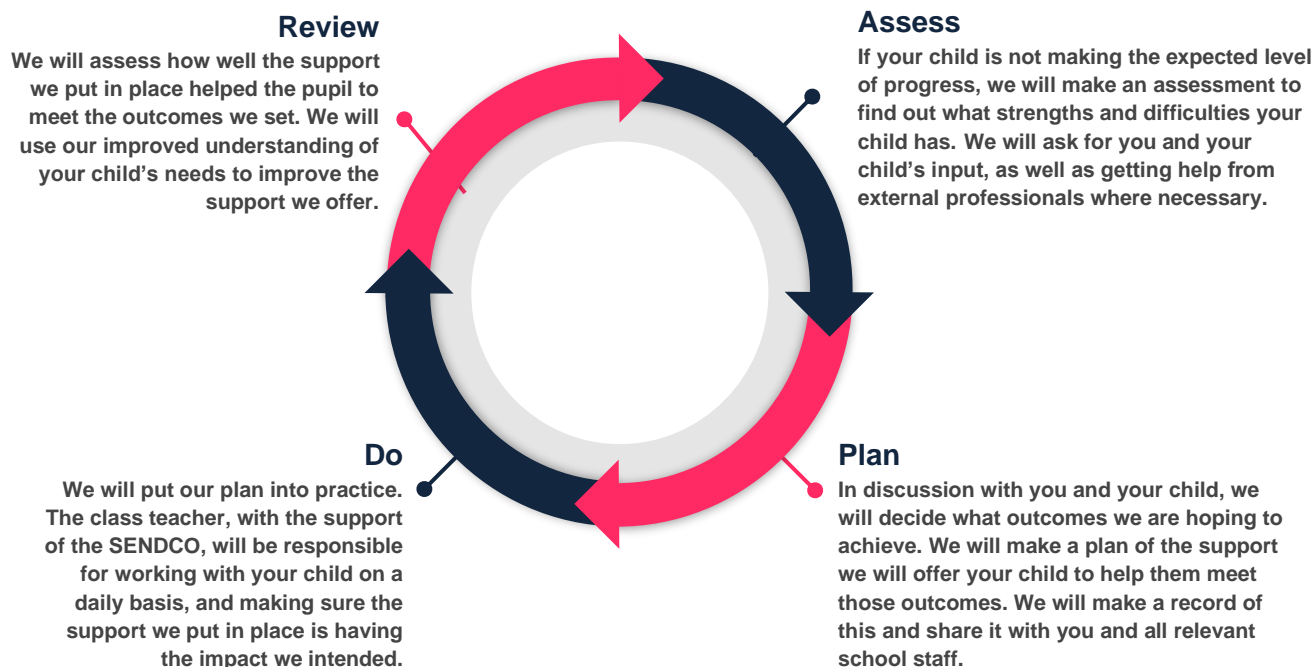 Review
We will assess how well the support
we put in place helped the pupil to
meet the outcomes we set. We will
use our improved understanding of
your child’s needs to improve the
support we offer.
Assess
If your child is not making the expected level
of progress, we will make an assessment to
find out what strengths and difficulties your
child has. We will ask for you and your
child’s input, as well as getting help from
external professionals where necessary.
Do
We will put our plan into practice.
The class teacher, with the support
of the SENDCO, will be responsible
for working with your child on a
daily basis, and making sure the
support we put in place is having
the impact we intended.
Plan
In discussion with you and your child, we
will decide what outcomes we are hoping to
achieve. We will make a plan of the support
we will offer your child to help them meet
those outcomes. We will make a record of
this and share it with you and all relevant
school staff.